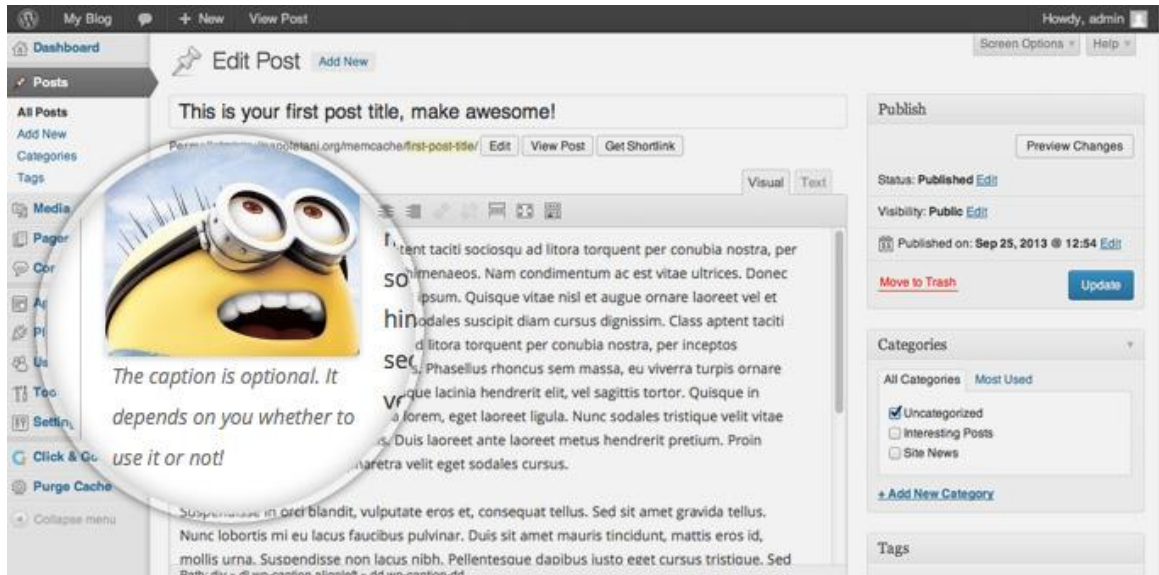 My Blog + New View Post Howdy, admin
Dashboard
Screen Options Help
Edit Post Add New
Posts
All Posts
Add New
Categories
Tags
Media
Settin
Click & G
Purge Cache
Collapse menu
This is your first post title, make awesome!
/memcache/first-post-title/ Edit View Post Get Shortlink
Visual Text
The caption is optional. It
depends on you whether to
use it or not!
tent taciti sociosqu ad litora torquent per conubia nostra, per
himenaeos. Nam condimentum ac est vitae ultrices. Donec
ipsum. Quisque vitae nisl et augue ornare laoreet vel et
odales suscipit diam cursus dignissim. Class aptent taciti
d litora torquent per conubia nostra, per inceptos
s. Phasellus rhoncus sem massa, eu viverra turpis ornare
que lacinia hendrerit elit, vel sagittis tortor. Quisque in
lorem, eget laoreet ligula. Nunc sodales tristique velit vitae
. Duis laoreet ante laoreet metus hendrerit pretium. Proin
haretra velit eget sodales cursus.
Suspendisse in orci blandit, vulputate eros et, consequat tellus. Sed sit amet gravida tellus.
Nunc lobortis mi eu lacus faucibus pulvinar. Duis sit amet mauris tincidunt, mattis eros id,
mollis urna. Suspendisse non lacus nibh. Pellentesque dapibus justo eget cursus tristique. Sed
Publish
Preview Changes
Status: Published Edit
Visibility: Public Edit
Published on: Sep 25, 2013 @ 12:54 Edit
Move to Trash Update
Categories
All Categories Most Used
Uncategorized
Interesting Posts
Site News
+ Add New Category
Tags